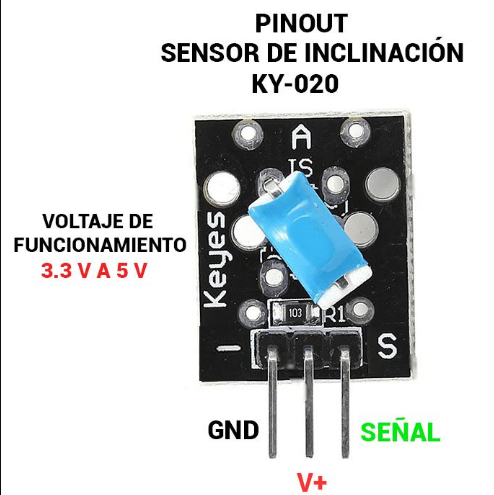 PINOUT
SENSOR DE INCLINACIÓN
KY-020
A
VOLTAJE DE
FUNCIONAMIENTO
3.3 V A 5 V
Keyes
103
R1
-
S
GND
SEÑAL
V+